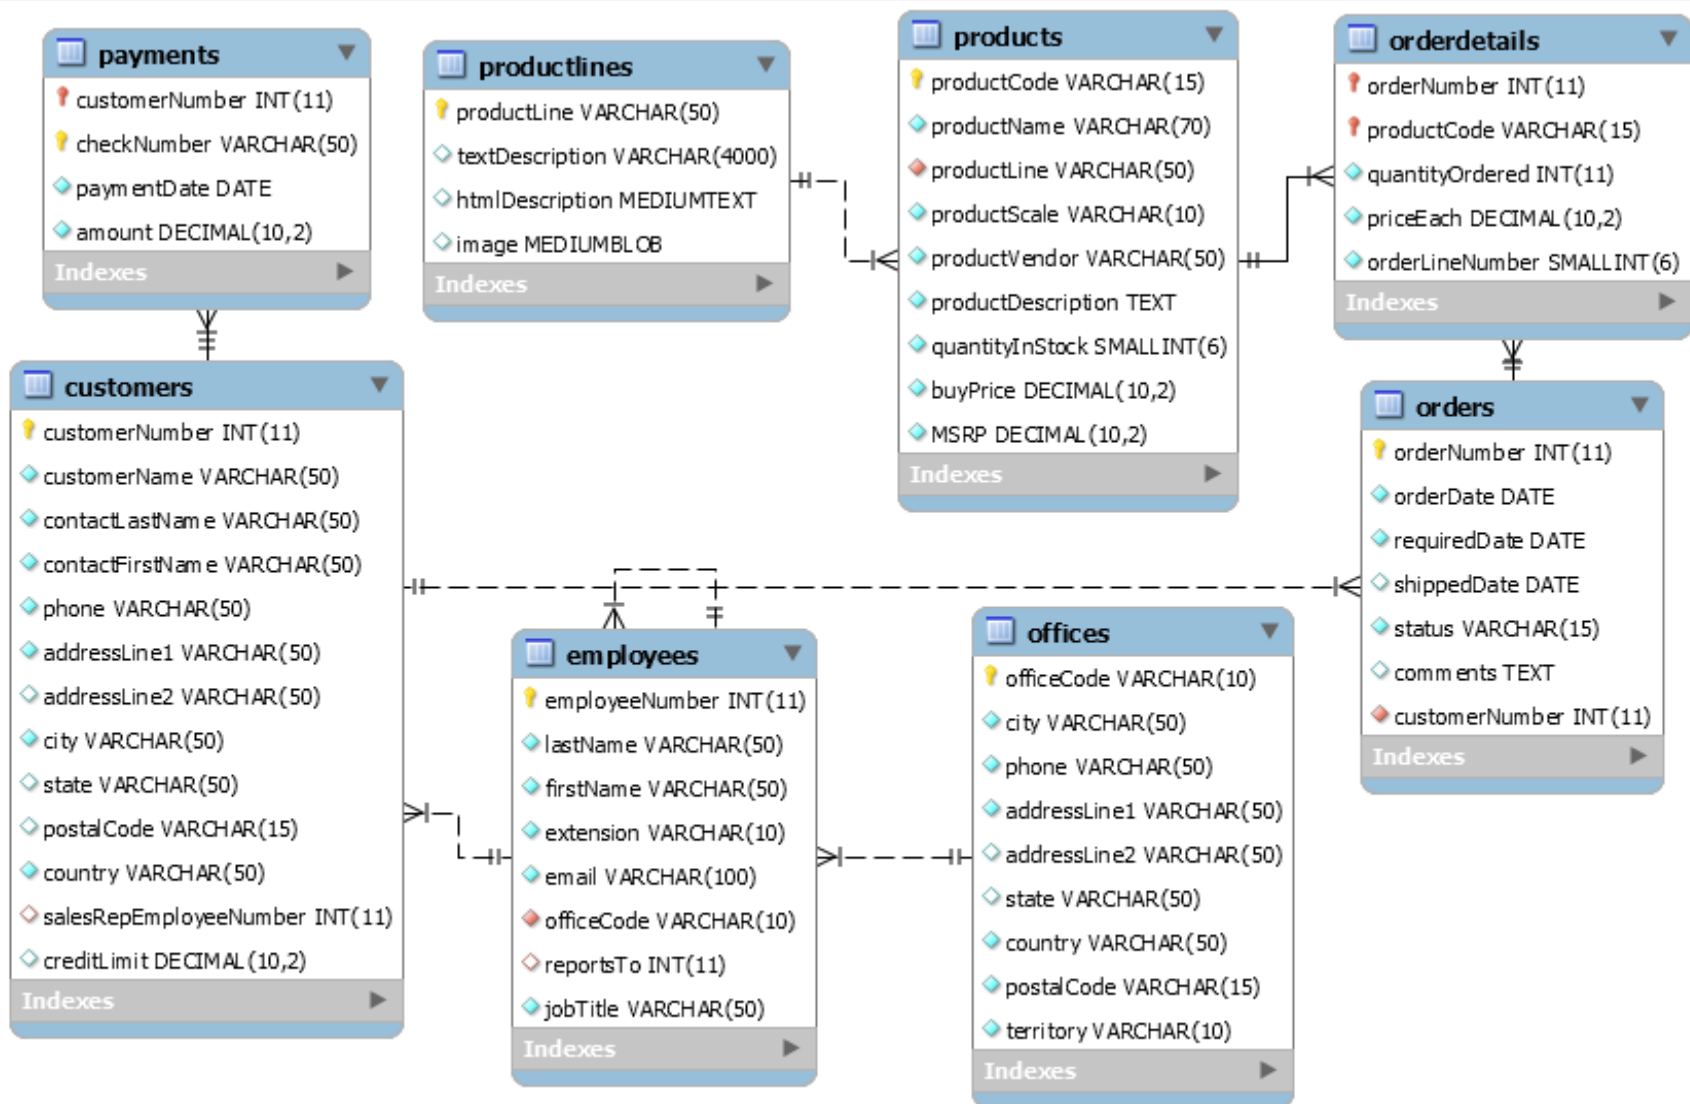 payments
customerNumber INT(11)
checkNumber VARCHAR(50)
paymentDate DATE
amount DECIMAL(10,2)
Indexes
productlines
productLine VARCHAR(50)
textDescription VARCHAR(4000)
htmlDescription MEDIUMTEXT
image MEDIUMBLOB
Indexes
products
productCode VARCHAR(15)
productName VARCHAR(70)
productLine VARCHAR(50)
productScale VARCHAR(10)
productVendor VARCHAR(50)
productDescription TEXT
quantityInStock SMALLINT(6)
buyPrice DECIMAL(10,2)
MSRP DECIMAL(10,2)
Indexes
orderdetails
orderNumber INT(11)
productCode VARCHAR(15)
quantityOrdered INT(11)
priceEach DECIMAL(10,2)
orderLineNumber SMALLINT(6)
Indexes
customers
customerNumber INT(11)
customerName VARCHAR(50)
contactLastName VARCHAR(50)
contactFirstName VARCHAR(50)
phone VARCHAR(50)
addressLine1 VARCHAR(50)
addressLine2 VARCHAR(50)
city VARCHAR(50)
state VARCHAR(50)
postalCode VARCHAR(15)
country VARCHAR(50)
salesRepEmployeeNumber INT(11)
creditLimit DECIMAL(10,2)
Indexes
employees
employeeNumber INT(11)
lastName VARCHAR(50)
firstName VARCHAR(50)
extension VARCHAR(10)
email VARCHAR(100)
officeCode VARCHAR(10)
reportsTo INT(11)
jobTitle VARCHAR(50)
Indexes
offices
officeCode VARCHAR(10)
city VARCHAR(50)
phone VARCHAR(50)
addressLine1 VARCHAR(50)
addressLine2 VARCHAR(50)
state VARCHAR(50)
country VARCHAR(50)
postalCode VARCHAR(15)
territory VARCHAR(10)
Indexes
orders
orderNumber INT(11)
orderDate DATE
requiredDate DATE
shippedDate DATE
status VARCHAR(15)
comments TEXT
customerNumber INT(11)
Indexes